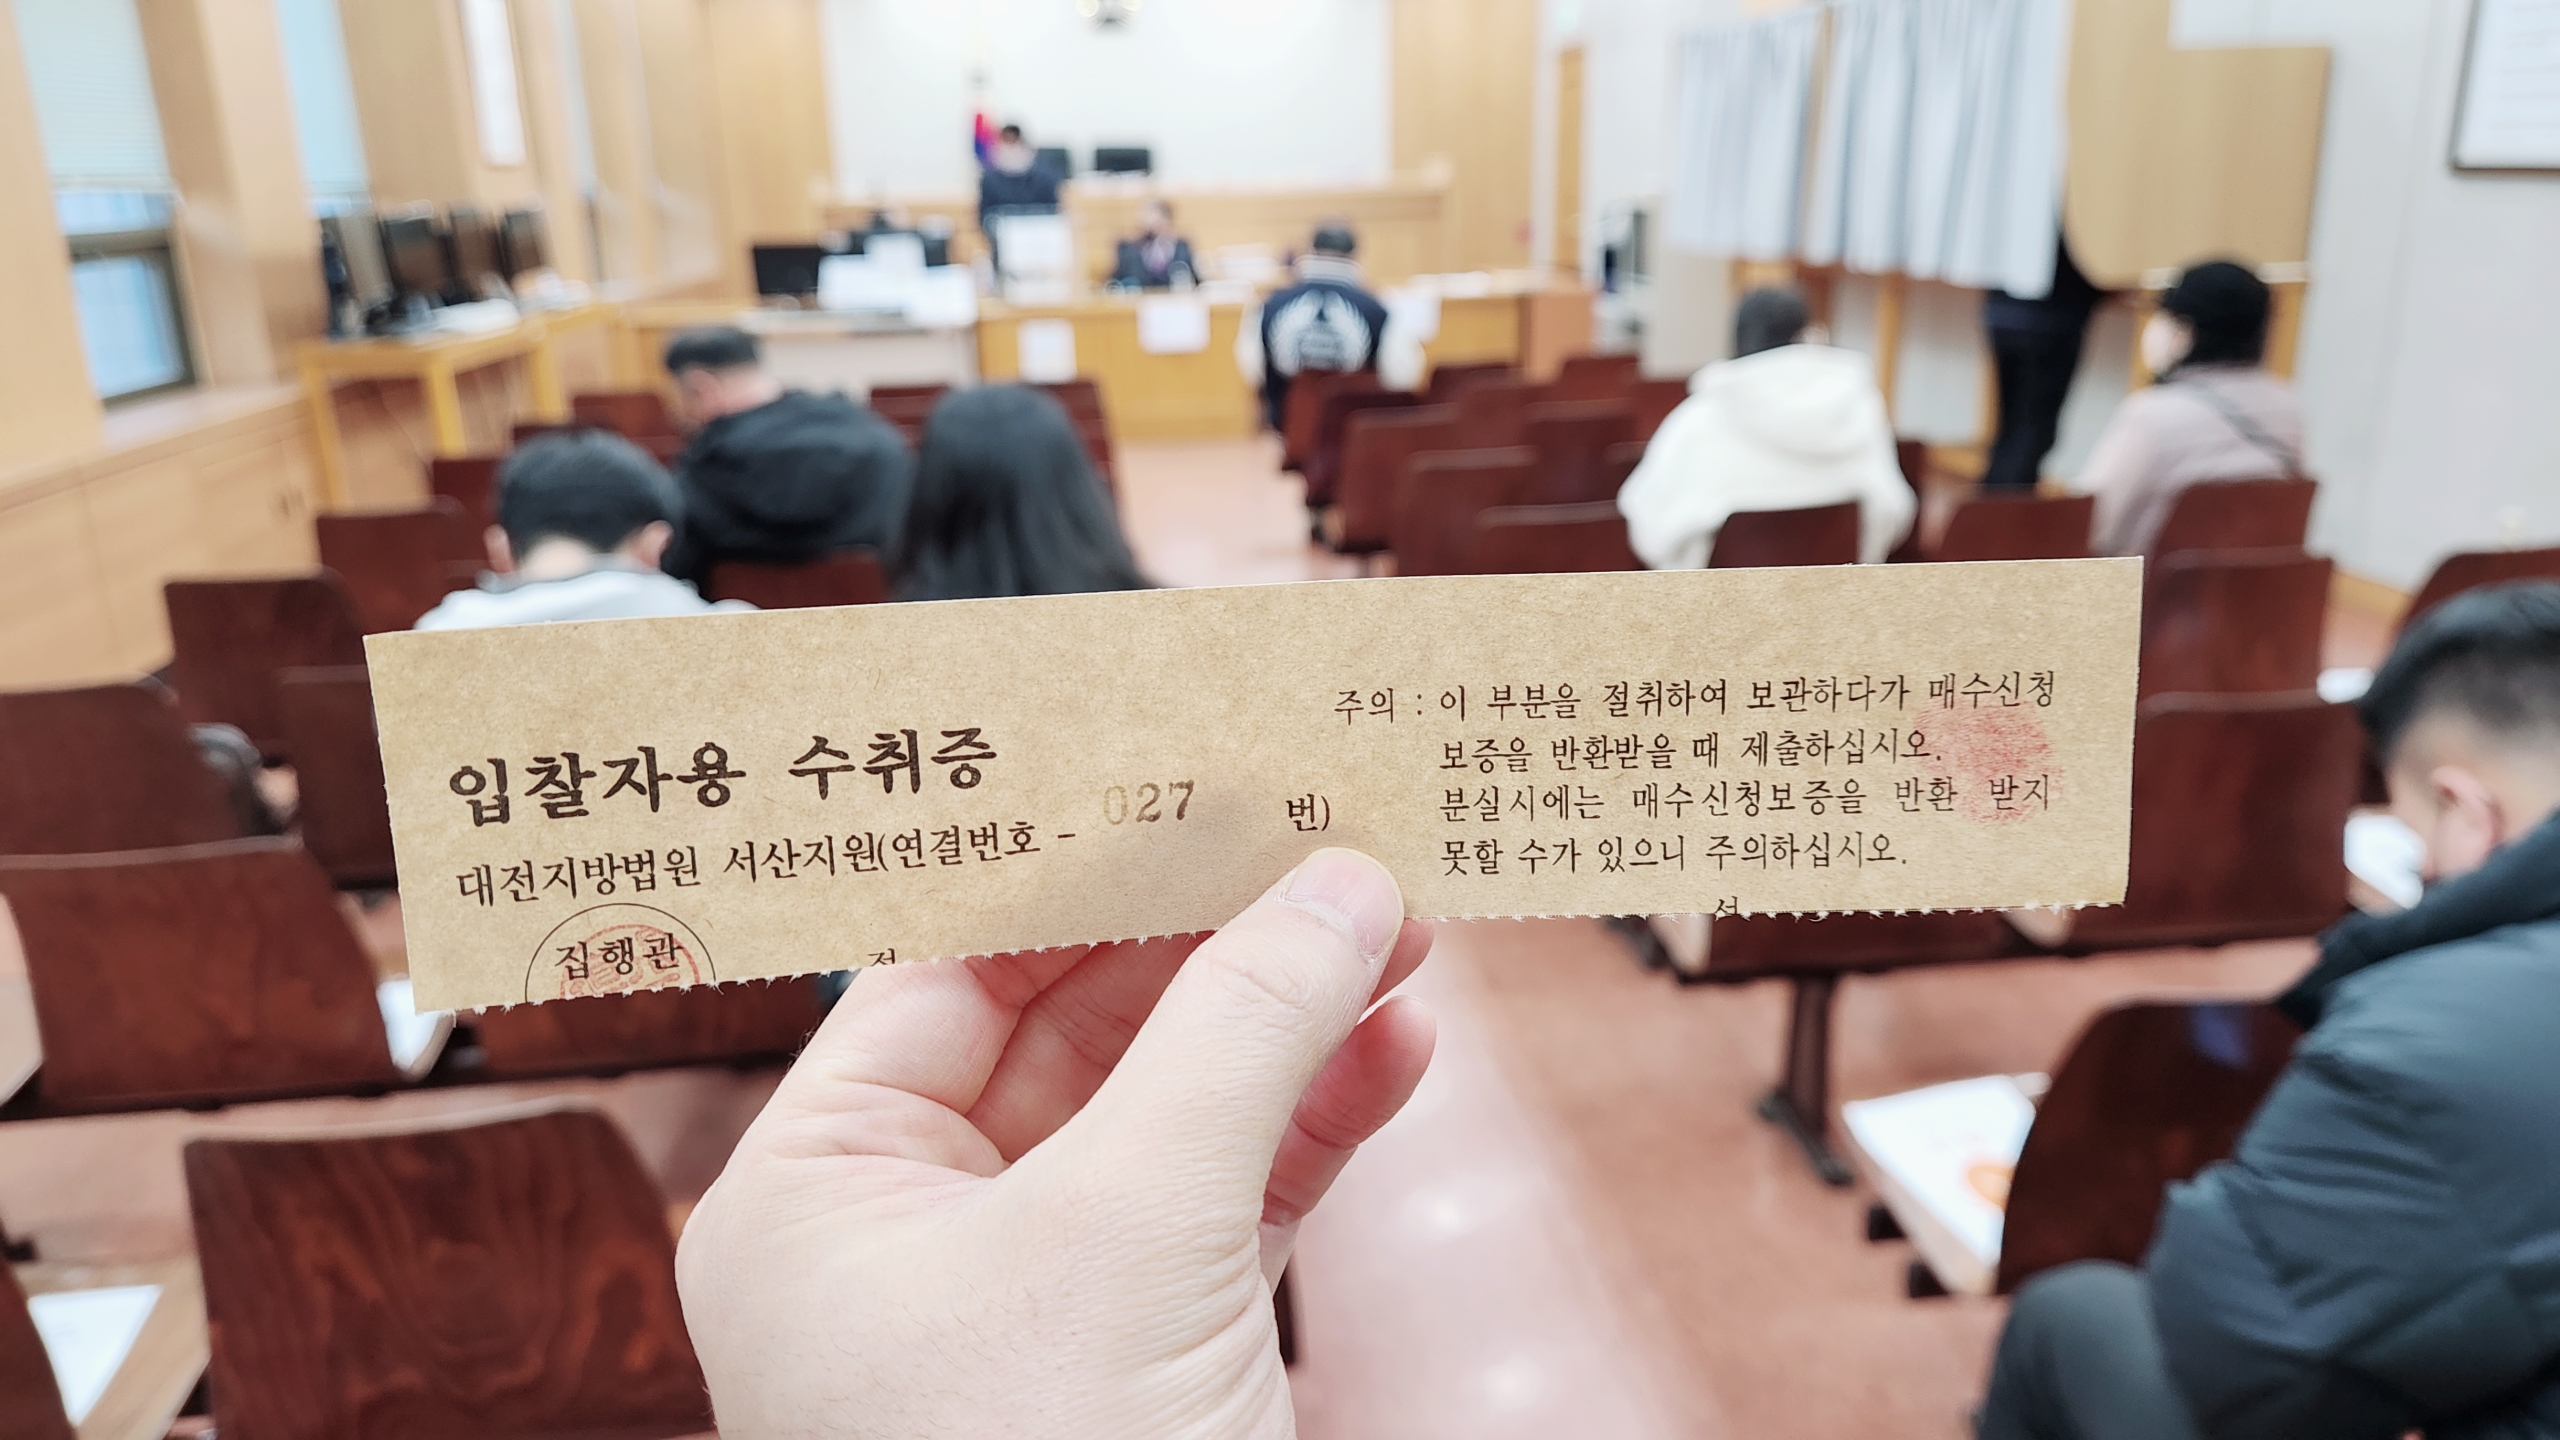 입찰자용 수취증
대전지방법원 서산지원(연결번호 - 027 번)
집행관
주의 : 이 부분을 절취하여 보관하다가 매수신청
보증을 반환받을 때 제출하십시오.
분실시에는 매수신청보증을 반환 받지
못할 수가 있으니 주의하십시오.